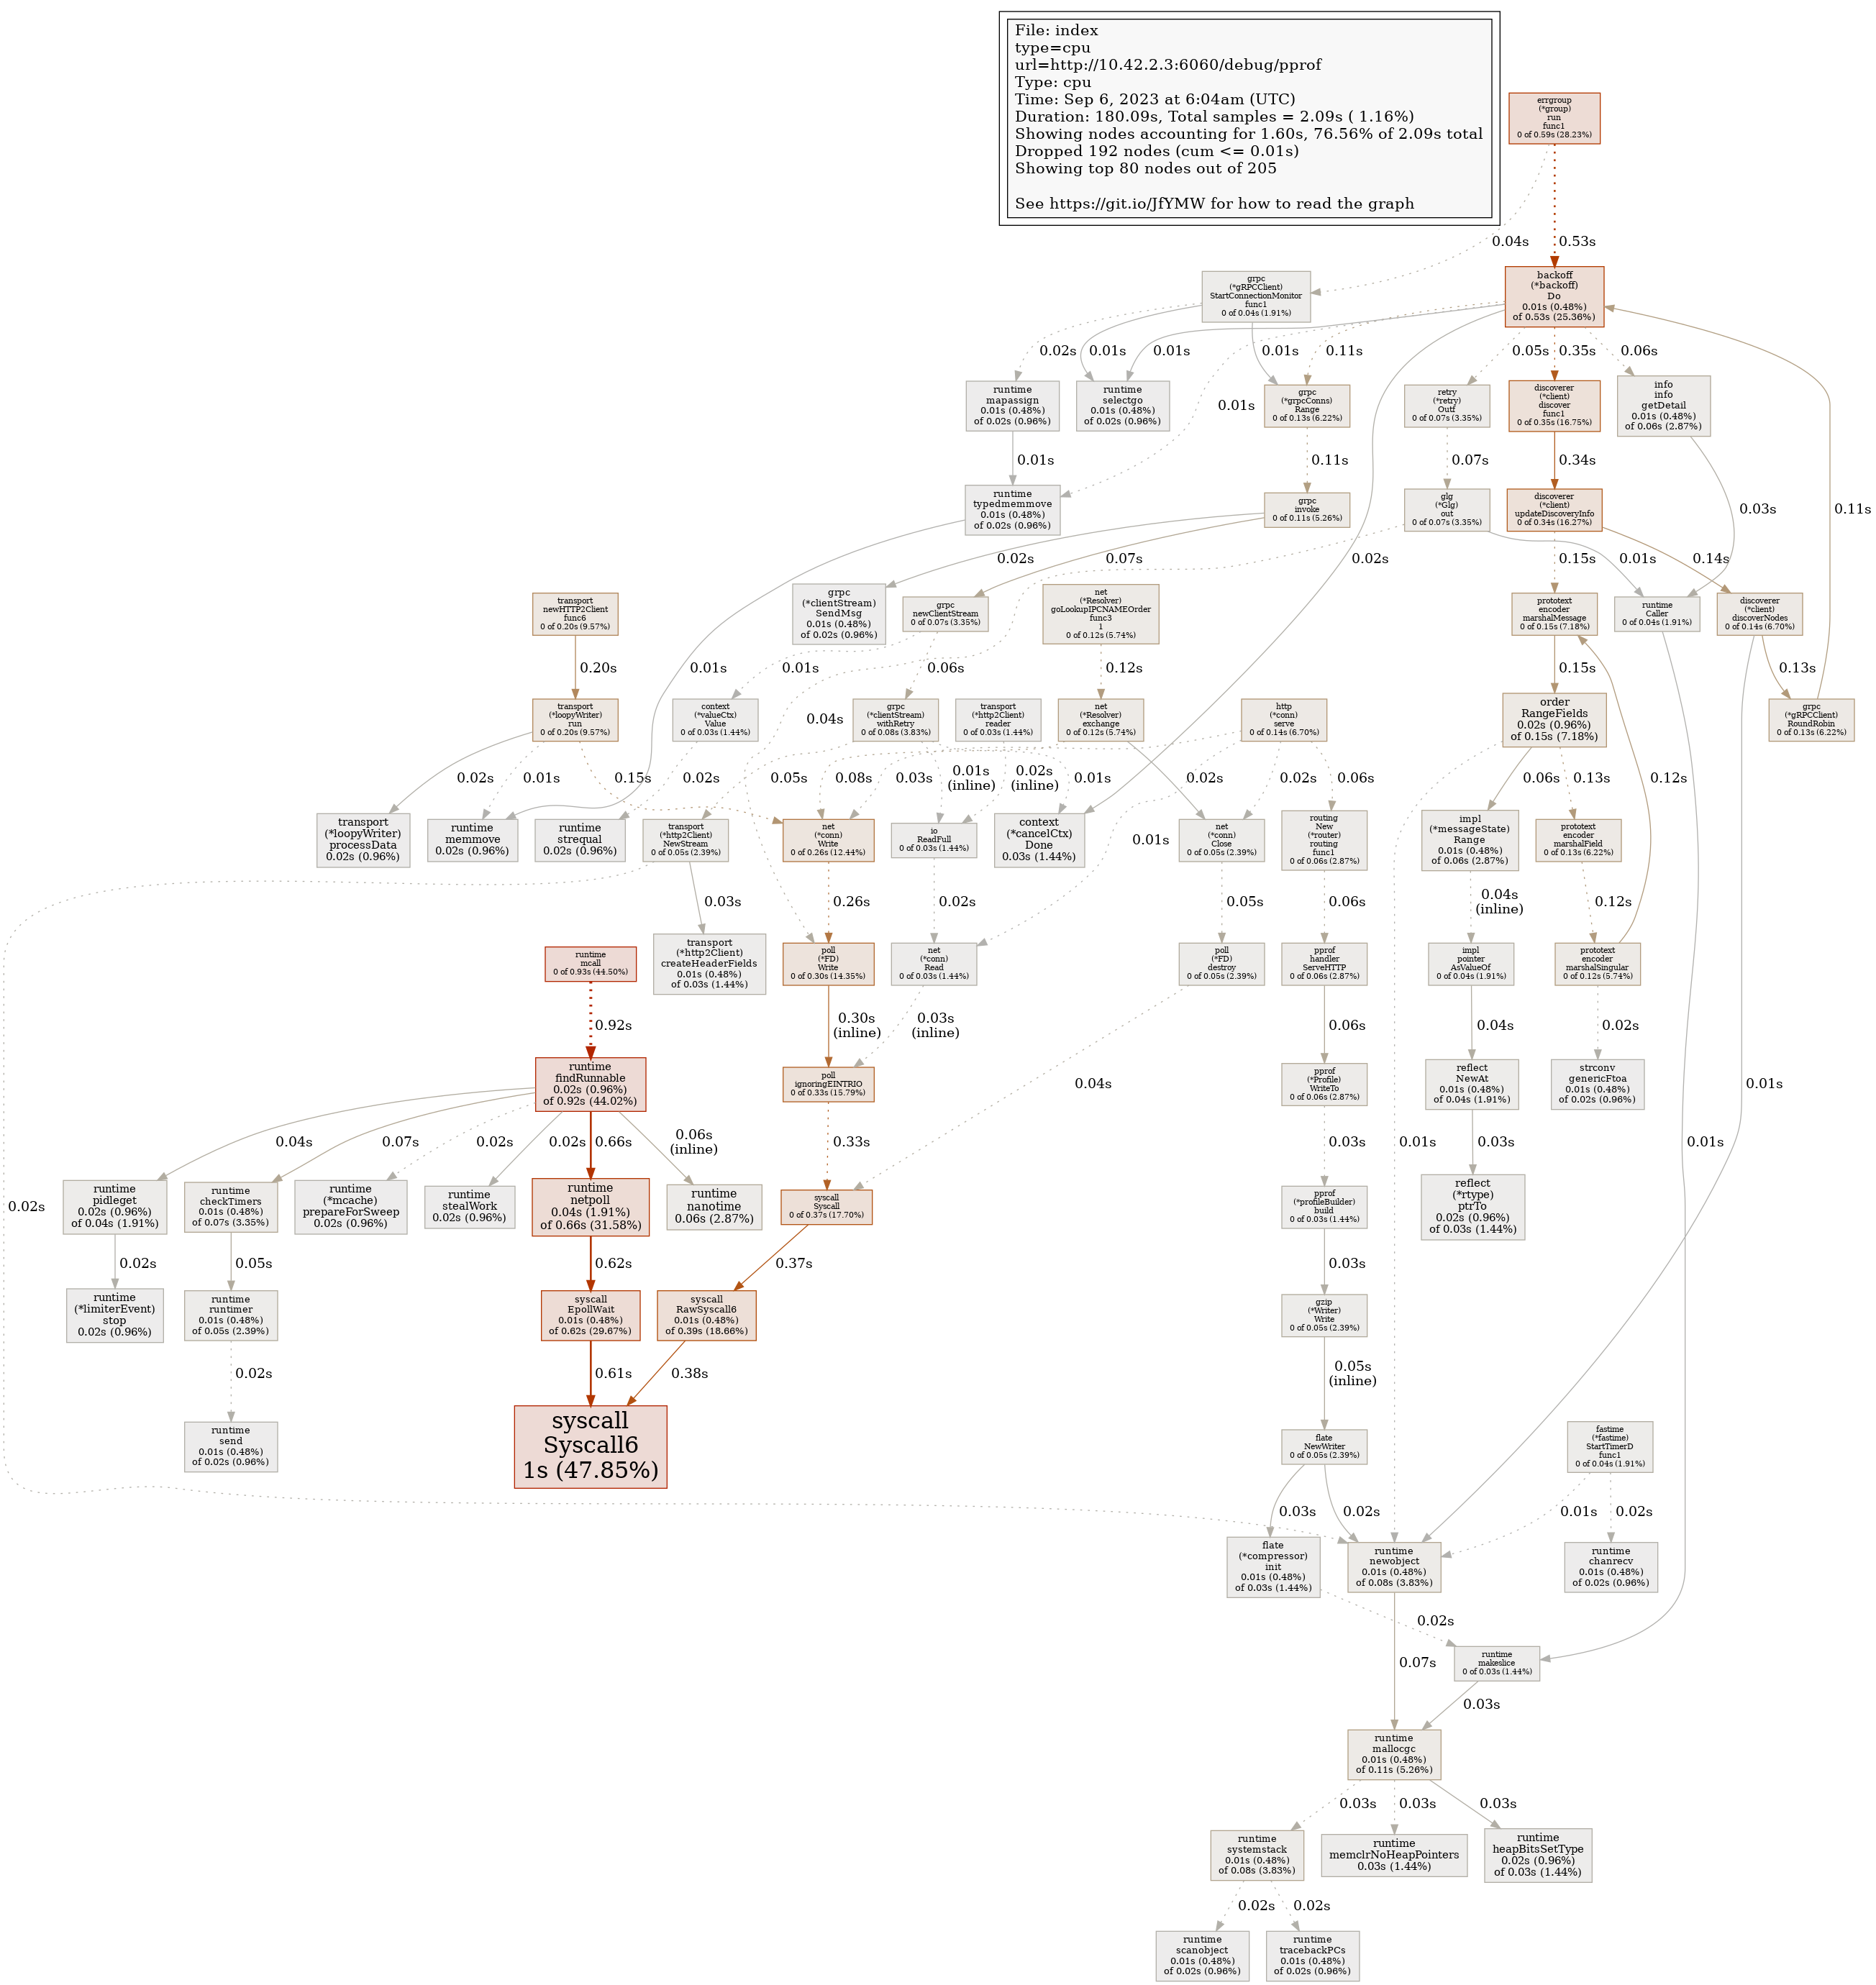 File: index
type=cpu
url=http://10.42.2.3:6060/debug/pprof
Type: cpu
Time: Sep 6, 2023 at 6:04am (UTC)
Duration: 180.09s, Total samples = 2.09s ( 1.16%)
Showing nodes accounting for 1.60s, 76.56% of 2.09s total
Dropped 192 nodes (cum <= 0.01s)
Showing top 80 nodes out of 205
See https://git.io/JfYMW for how to read the graph
errgroup
(*group)
run
func1
0 of 0.59s (28.23%)
0.04s
0.53s
grpc
(*gRPCClient)
StartConnectionMonitor
func1
0 of 0.04s (1.91%)
backoff
(*backoff)
Do
0.01s (0.48%)
of 0.53s (25.36%)
0.02s
0.01s
0.01s
0.01s
0.11s
0.05s
0.35s
0.06s
runtime
mapassign
0.01s (0.48%)
of 0.02s (0.96%)
runtime
selectgo
0.01s (0.48%)
of 0.02s (0.96%)
0.01s
grpc
(*grpcConns)
Range
0 of 0.13s (6.22%)
retry
(*retry)
Outf
0 of 0.07s (3.35%)
discoverer
(*client)
discover
func1
0 of 0.35s (16.75%)
info
info
getDetail
0.01s (0.48%)
of 0.06s (2.87%)
0.01s
0.11s
0.07s
0.34s
0.03s
0.11s
runtime
typedmemmove
0.01s (0.48%)
of 0.02s (0.96%)
grpc
invoke
0 of 0.11s (5.26%)
glg
(*Glg)
out
0 of 0.07s (3.35%)
discoverer
(*client)
updateDiscoveryInfo
0 of 0.34s (16.27%)
0.02s
0.07s
0.02s
0.01s
0.15s
0.14s
transport
newHTTP2Client
func6
0 of 0.20s (9.57%)
grpc
(*clientStream)
SendMsg
0.01s (0.48%)
of 0.02s (0.96%)
grpc
newClientStream
0 of 0.07s (3.35%)
net
(*Resolver)
goLookupIPCNAMEOrder
func3
1
0 of 0.12s (5.74%)
prototext
encoder
marshalMessage
0 of 0.15s (7.18%)
runtime
Caller
0 of 0.04s (1.91%)
discoverer
(*client)
discoverNodes
0 of 0.14s (6.70%)
0.20s
0.01s
0.01s
0.06s
0.12s
0.15s
0.13s
transport
(*loopyWriter)
run
0 of 0.20s (9.57%)
context
(*valueCtx)
Value
0 of 0.03s (1.44%)
0.04s
grpc
(*clientStream)
withRetry
0 of 0.08s (3.83%)
transport
(*http2Client)
reader
0 of 0.03s (1.44%)
net
(*Resolver)
exchange
0 of 0.12s (5.74%)
http
(*conn)
serve
0 of 0.14s (6.70%)
order
RangeFields
0.02s (0.96%)
of 0.15s (7.18%)
grpc
(*gRPCClient)
RoundRobin
0 of 0.13s (6.22%)
0.02s
0.01s
0.15s
0.02s
0.05s
0.08s
0.03s
0.01s
(inline)
0.02s
(inline)
0.01s
0.02s
0.02s
0.06s
0.06s
0.13s
0.12s
transport
(*loopyWriter)
processData
0.02s (0.96%)
runtime
memmove
0.02s (0.96%)
runtime
strequal
0.02s (0.96%)
transport
(*http2Client)
NewStream
0 of 0.05s (2.39%)
net
(*conn)
Write
0 of 0.26s (12.44%)
io
ReadFull
0 of 0.03s (1.44%)
context
(*cancelCtx)
Done
0.03s (1.44%)
0.01s
net
(*conn)
Close
0 of 0.05s (2.39%)
routing
New
(*router)
routing
func1
0 of 0.06s (2.87%)
impl
(*messageState)
Range
0.01s (0.48%)
of 0.06s (2.87%)
prototext
encoder
marshalField
0 of 0.13s (6.22%)
0.03s
0.26s
0.02s
0.05s
0.06s
0.04s
(inline)
0.12s
runtime
mcall
0 of 0.93s (44.50%)
transport
(*http2Client)
createHeaderFields
0.01s (0.48%)
of 0.03s (1.44%)
poll
(*FD)
Write
0 of 0.30s (14.35%)
net
(*conn)
Read
0 of 0.03s (1.44%)
poll
(*FD)
destroy
0 of 0.05s (2.39%)
pprof
handler
ServeHTTP
0 of 0.06s (2.87%)
impl
pointer
AsValueOf
0 of 0.04s (1.91%)
prototext
encoder
marshalSingular
0 of 0.12s (5.74%)
0.92s
0.30s
(inline)
0.03s
(inline)
0.06s
0.04s
0.02s
runtime
findRunnable
0.02s (0.96%)
of 0.92s (44.02%)
poll
ignoringEINTRIO
0 of 0.33s (15.79%)
0.04s
pprof
(*Profile)
WriteTo
0 of 0.06s (2.87%)
reflect
NewAt
0.01s (0.48%)
of 0.04s (1.91%)
strconv
genericFtoa
0.01s (0.48%)
of 0.02s (0.96%)
0.01s
0.04s
0.07s
0.02s
0.02s
0.66s
0.06s
(inline)
0.33s
0.03s
0.01s
0.03s
0.01s
0.02s
runtime
pidleget
0.02s (0.96%)
of 0.04s (1.91%)
runtime
checkTimers
0.01s (0.48%)
of 0.07s (3.35%)
runtime
(*mcache)
prepareForSweep
0.02s (0.96%)
runtime
stealWork
0.02s (0.96%)
runtime
netpoll
0.04s (1.91%)
of 0.66s (31.58%)
runtime
nanotime
0.06s (2.87%)
syscall
Syscall
0 of 0.37s (17.70%)
pprof
(*profileBuilder)
build
0 of 0.03s (1.44%)
reflect
(*rtype)
ptrTo
0.02s (0.96%)
of 0.03s (1.44%)
0.02s
0.05s
0.62s
0.37s
0.03s
runtime
(*limiterEvent)
stop
0.02s (0.96%)
runtime
runtimer
0.01s (0.48%)
of 0.05s (2.39%)
syscall
EpollWait
0.01s (0.48%)
of 0.62s (29.67%)
syscall
RawSyscall6
0.01s (0.48%)
of 0.39s (18.66%)
gzip
(*Writer)
Write
0 of 0.05s (2.39%)
0.02s
0.61s
0.38s
0.05s
(inline)
runtime
send
0.01s (0.48%)
of 0.02s (0.96%)
syscall
Syscall6
1s (47.85%)
flate
NewWriter
0 of 0.05s (2.39%)
fastime
(*fastime)
StartTimerD
func1
0 of 0.04s (1.91%)
0.03s
0.02s
0.01s
0.02s
flate
(*compressor)
init
0.01s (0.48%)
of 0.03s (1.44%)
runtime
newobject
0.01s (0.48%)
of 0.08s (3.83%)
runtime
chanrecv
0.01s (0.48%)
of 0.02s (0.96%)
0.02s
0.07s
runtime
makeslice
0 of 0.03s (1.44%)
0.03s
runtime
mallocgc
0.01s (0.48%)
of 0.11s (5.26%)
0.03s
0.03s
0.03s
runtime
systemstack
0.01s (0.48%)
of 0.08s (3.83%)
runtime
memclrNoHeapPointers
0.03s (1.44%)
runtime
heapBitsSetType
0.02s (0.96%)
of 0.03s (1.44%)
0.02s
0.02s
runtime
scanobject
0.01s (0.48%)
of 0.02s (0.96%)
runtime
tracebackPCs
0.01s (0.48%)
of 0.02s (0.96%)